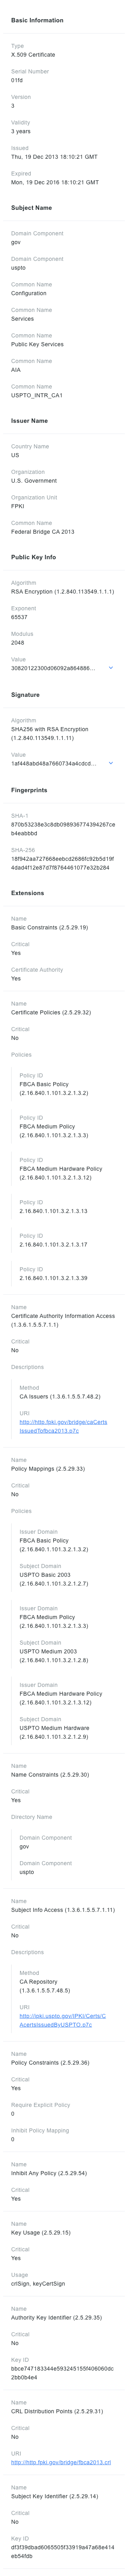 Basic Information
Type
X.509 Certificate
Serial Number
01fd
Version
3
Validity
3 years
Issued
Thu, 19 Dec 2013 18:10:21 GMT
Expired
Mon, 19 Dec 2016 18:10:21 GMT
Subject Name
Domain Component
gov
Domain Component
uspto
Common Name
Configuration
Common Name
Services
Common Name
Public Key Services
Common Name
AIA
Common Name
USPTO_INTR_CA1
Issuer Name
Country Name
US
Organization
U.S. Government
Organization Unit
FPKI
Common Name
Federal Bridge CA 2013
Public Key Info
Algorithm
RSA Encryption (1.2.840.113549.1.1.1)
Exponent
65537
Modulus
2048
Value
30820122300d06092a864886...
Signature
Algorithm
SHA256 with RSA Encryption
(1.2.840.113549.1.1.11)
Value
1af448abd48a7660734a4cdcd...
Fingerprints
SHA-1
870b53238e3c8db098936774394267ce
b4eabbbd
SHA-256
18f942aa727668eebcd2686fc92b5d19f
4dad4f12e87d7f8764461077e32b284
Extensions
Name
Basic Constraints (2.5.29.19)
Critical
Yes
Certificate Authority
Yes
Name
Certificate Policies (2.5.29.32)
Critical
No
Policies
Policy ID
FBCA Basic Policy
(2.16.840.1.101.3.2.1.3.2)
Policy ID
FBCA Medium Policy
(2.16.840.1.101.3.2.1.3.3)
Policy ID
FBCA Medium Hardware Policy
(2.16.840.1.101.3.2.1.3.12)
Policy ID
2.16.840.1.101.3.2.1.3.13
Policy ID
2.16.840.1.101.3.2.1.3.17
Policy ID
2.16.840.1.101.3.2.1.3.39
Name
Certificate Authority Information Access
(1.3.6.1.5.5.7.1.1)
Critical
No
Descriptions
Method
CA Issuers (1.3.6.1.5.5.7.48.2)
URI
http://http.fpki.gov/bridge/caCerts
IssuedTofbca2013.p7c
Name
Policy Mappings (2.5.29.33)
Critical
No
Policies
Issuer Domain
FBCA Basic Policy
(2.16.840.1.101.3.2.1.3.2)
Subject Domain
USPTO Basic 2003
(2.16.840.1.101.3.2.1.2.7)
Issuer Domain
FBCA Medium Policy
(2.16.840.1.101.3.2.1.3.3)
Subject Domain
USPTO Medium 2003
(2.16.840.1.101.3.2.1.2.8)
Issuer Domain
FBCA Medium Hardware Policy
(2.16.840.1.101.3.2.1.3.12)
Subject Domain
USPTO Medium Hardware
(2.16.840.1.101.3.2.1.2.9)
Name
Name Constraints (2.5.29.30)
Critical
Yes
Directory Name
Domain Component
gov
Domain Component
uspto
Name
Subject Info Access (1.3.6.1.5.5.7.1.11)
Critical
No
Descriptions
Method
CA Repository
(1.3.6.1.5.5.7.48.5)
URI
http://ipki.uspto.gov/IPKI/Certs/C
AcertsIssuedByUSPTO.p7c
Name
Policy Constraints (2.5.29.36)
Critical
Yes
Require Explicit Policy
0
Inhibit Policy Mapping
0
Name
Inhibit Any Policy (2.5.29.54)
Critical
Yes
Name
Key Usage (2.5.29.15)
Critical
Yes
Usage
crlSign, keyCertSign
Name
Authority Key Identifier (2.5.29.35)
Critical
No
Key ID
bbce747183344e593245155f406060dc
2bb0b4e4
Name
CRL Distribution Points (2.5.29.31)
Critical
No
URI
http://http.fpki.gov/bridge/fbca2013.crl
Name
Subject Key Identifier (2.5.29.14)
Critical
No
Key ID
df3f39dbad6065505f33919a47a68e414
eb54fdb